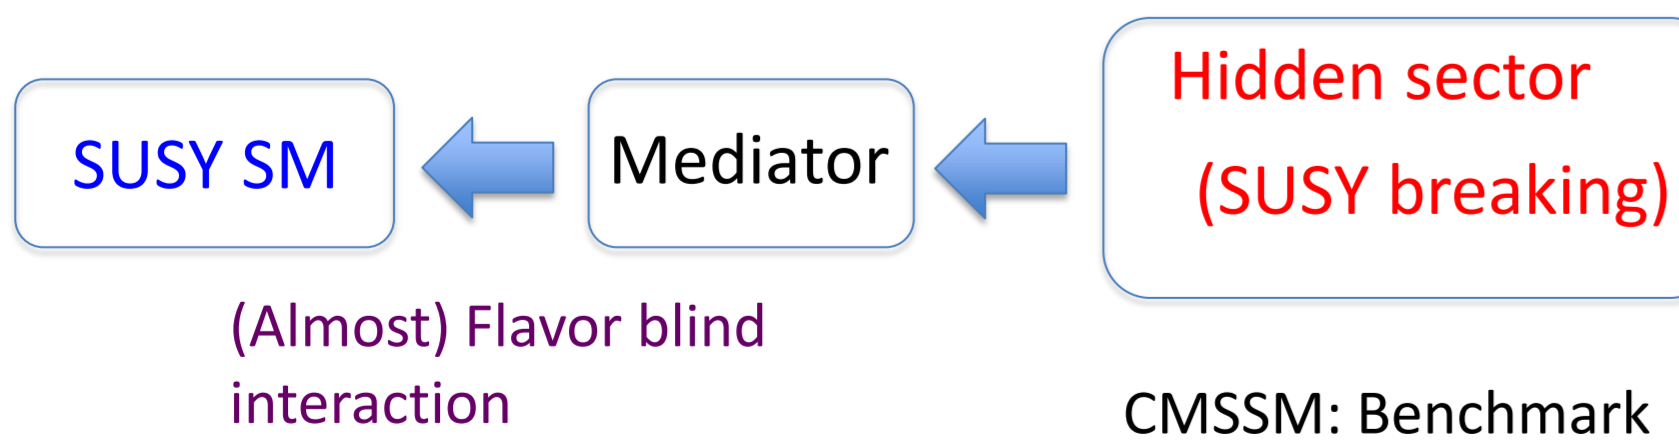 SUSY SM
Mediator
Hidden sector
(SUSY breaking)
(Almost) Flavor blind
interaction
CMSSM: Benchmark